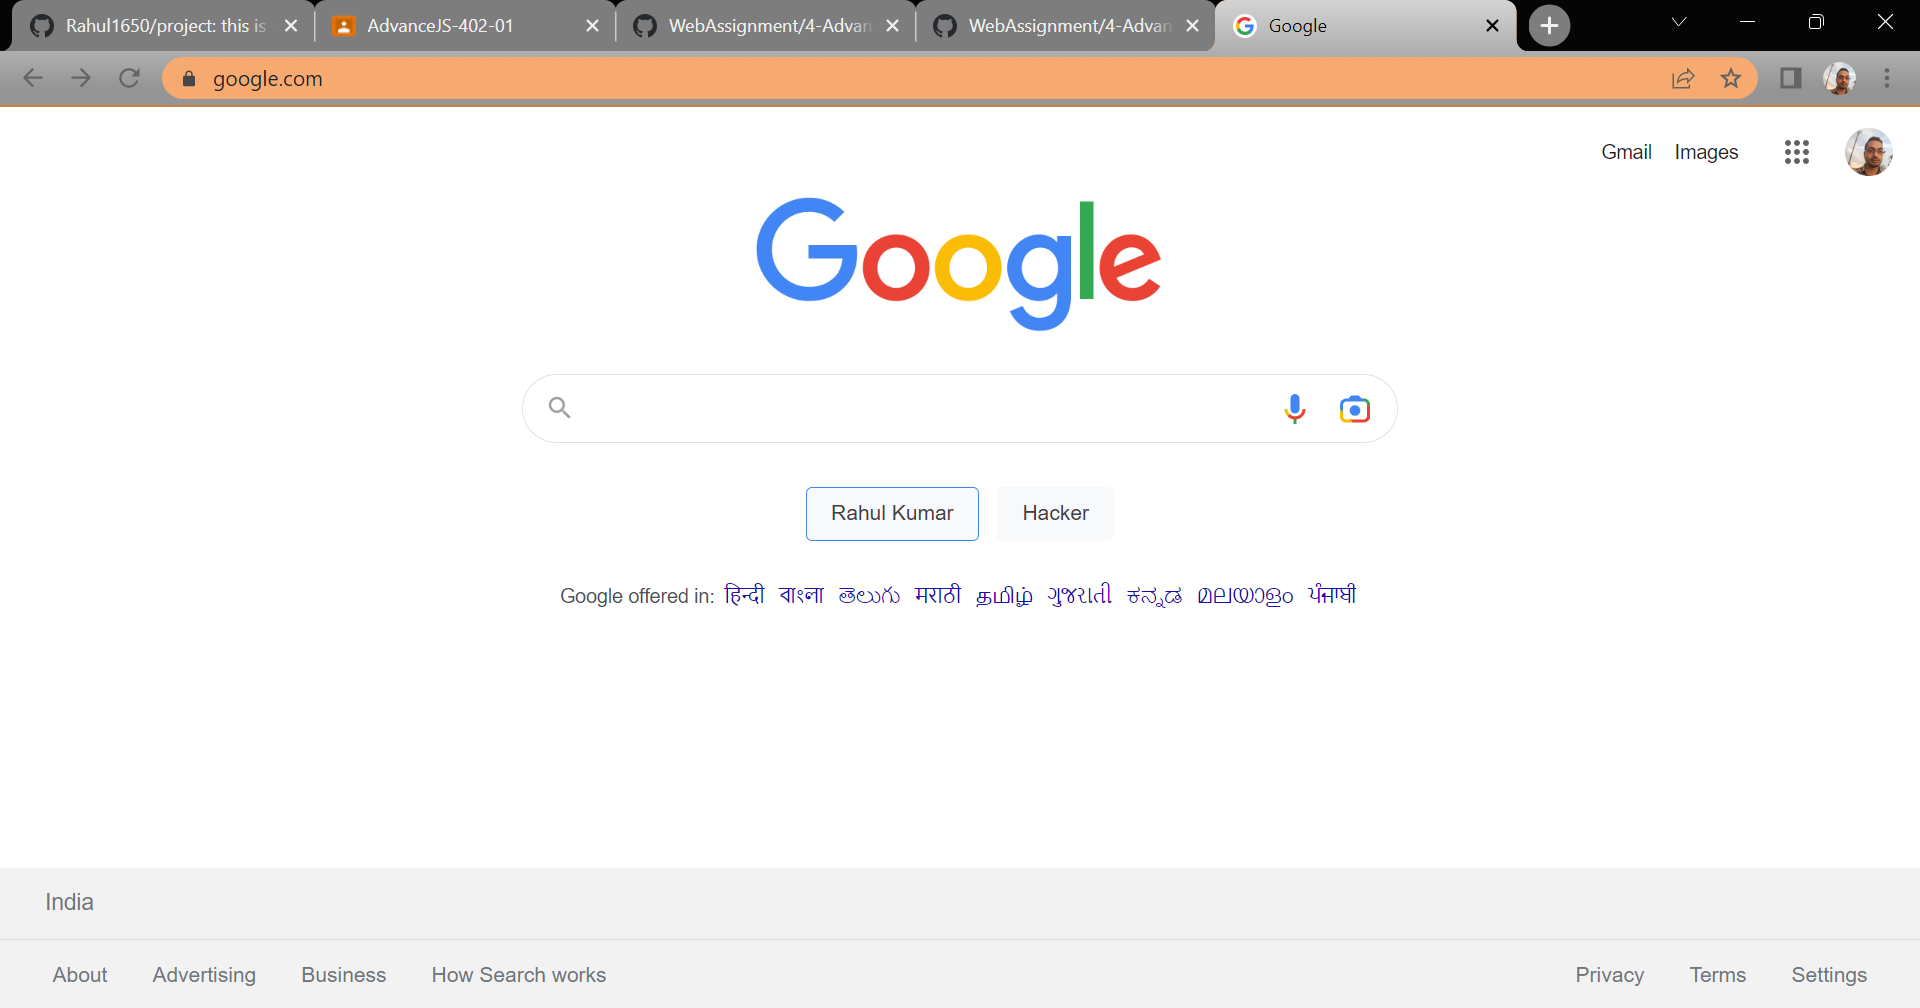 Rahul1650/project: this is
AdvanceJS-402-01
WebAssignment/4-Advan
WebAssignment/4-Advan
Google
google.com
Gmail Images
Google
Rahul Kumar
Hacker
Google offered in: हिन्दी বাংলা తెలుగు मराठी தமிழ் ગુજરાતી ಕನ್ನಡ മലയാളം ਪੰਜਾਬੀ
India
About Advertising Business How Search works Privacy Terms Settings